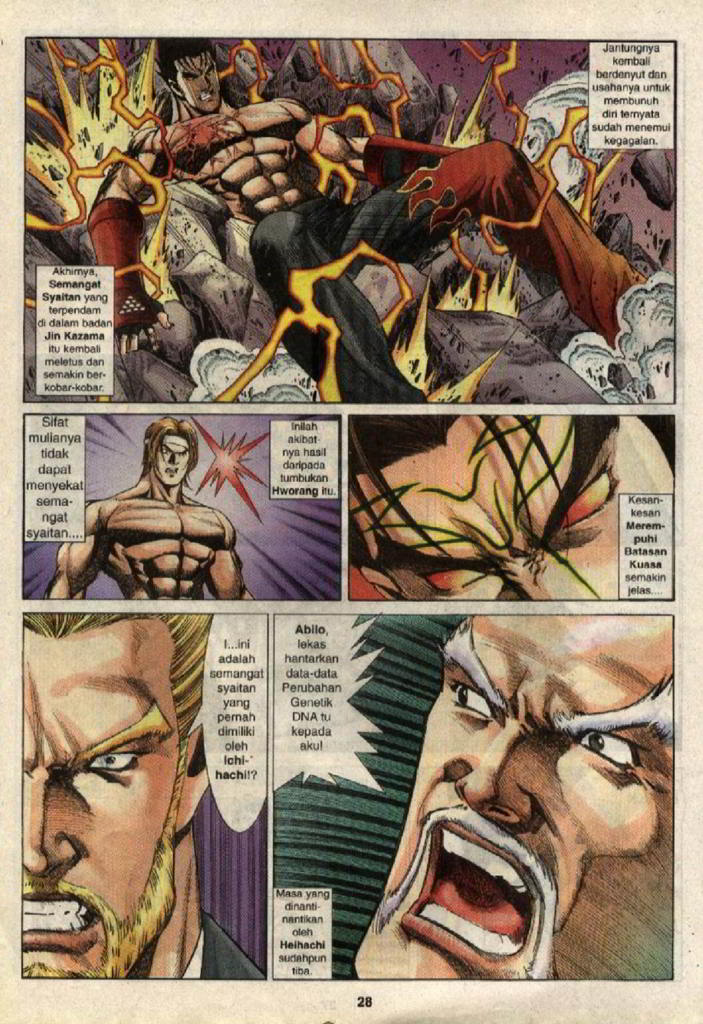 Jantungnya
kembali
berdenyut dan
usahanya untuk
membunuh
diri ternyata
sudah menemui
kegagalan.
Akhirnya,
Semangat
Syaitan yang
terpendam
di dalam badan
Jin Kazama
itu kembali
meletus dan
semakin ber-
kobar-kobar.
Sifat
mulianya
tidak
dapat
menyekat
sema-
ngat
syaitan....
Inilah
akibat-
nya hasil
daripada
tumbukan
Hworang itu.
Kesan-
kesan
Merem-
puhi
Batasan
Kuasa
semakin
jelas....
I...ini
adalah
semangat
syaitan
yang
pernah
dimiliki
oleh
Ichi-
hachi!?
Abilo,
lekas
hantarkan
data-data
Perubahan
Genetik
DNA tu
kepada
aku!
Masa yang
dinanti-
nantikan
oleh
Heihachi
sudahpun
tiba.
28